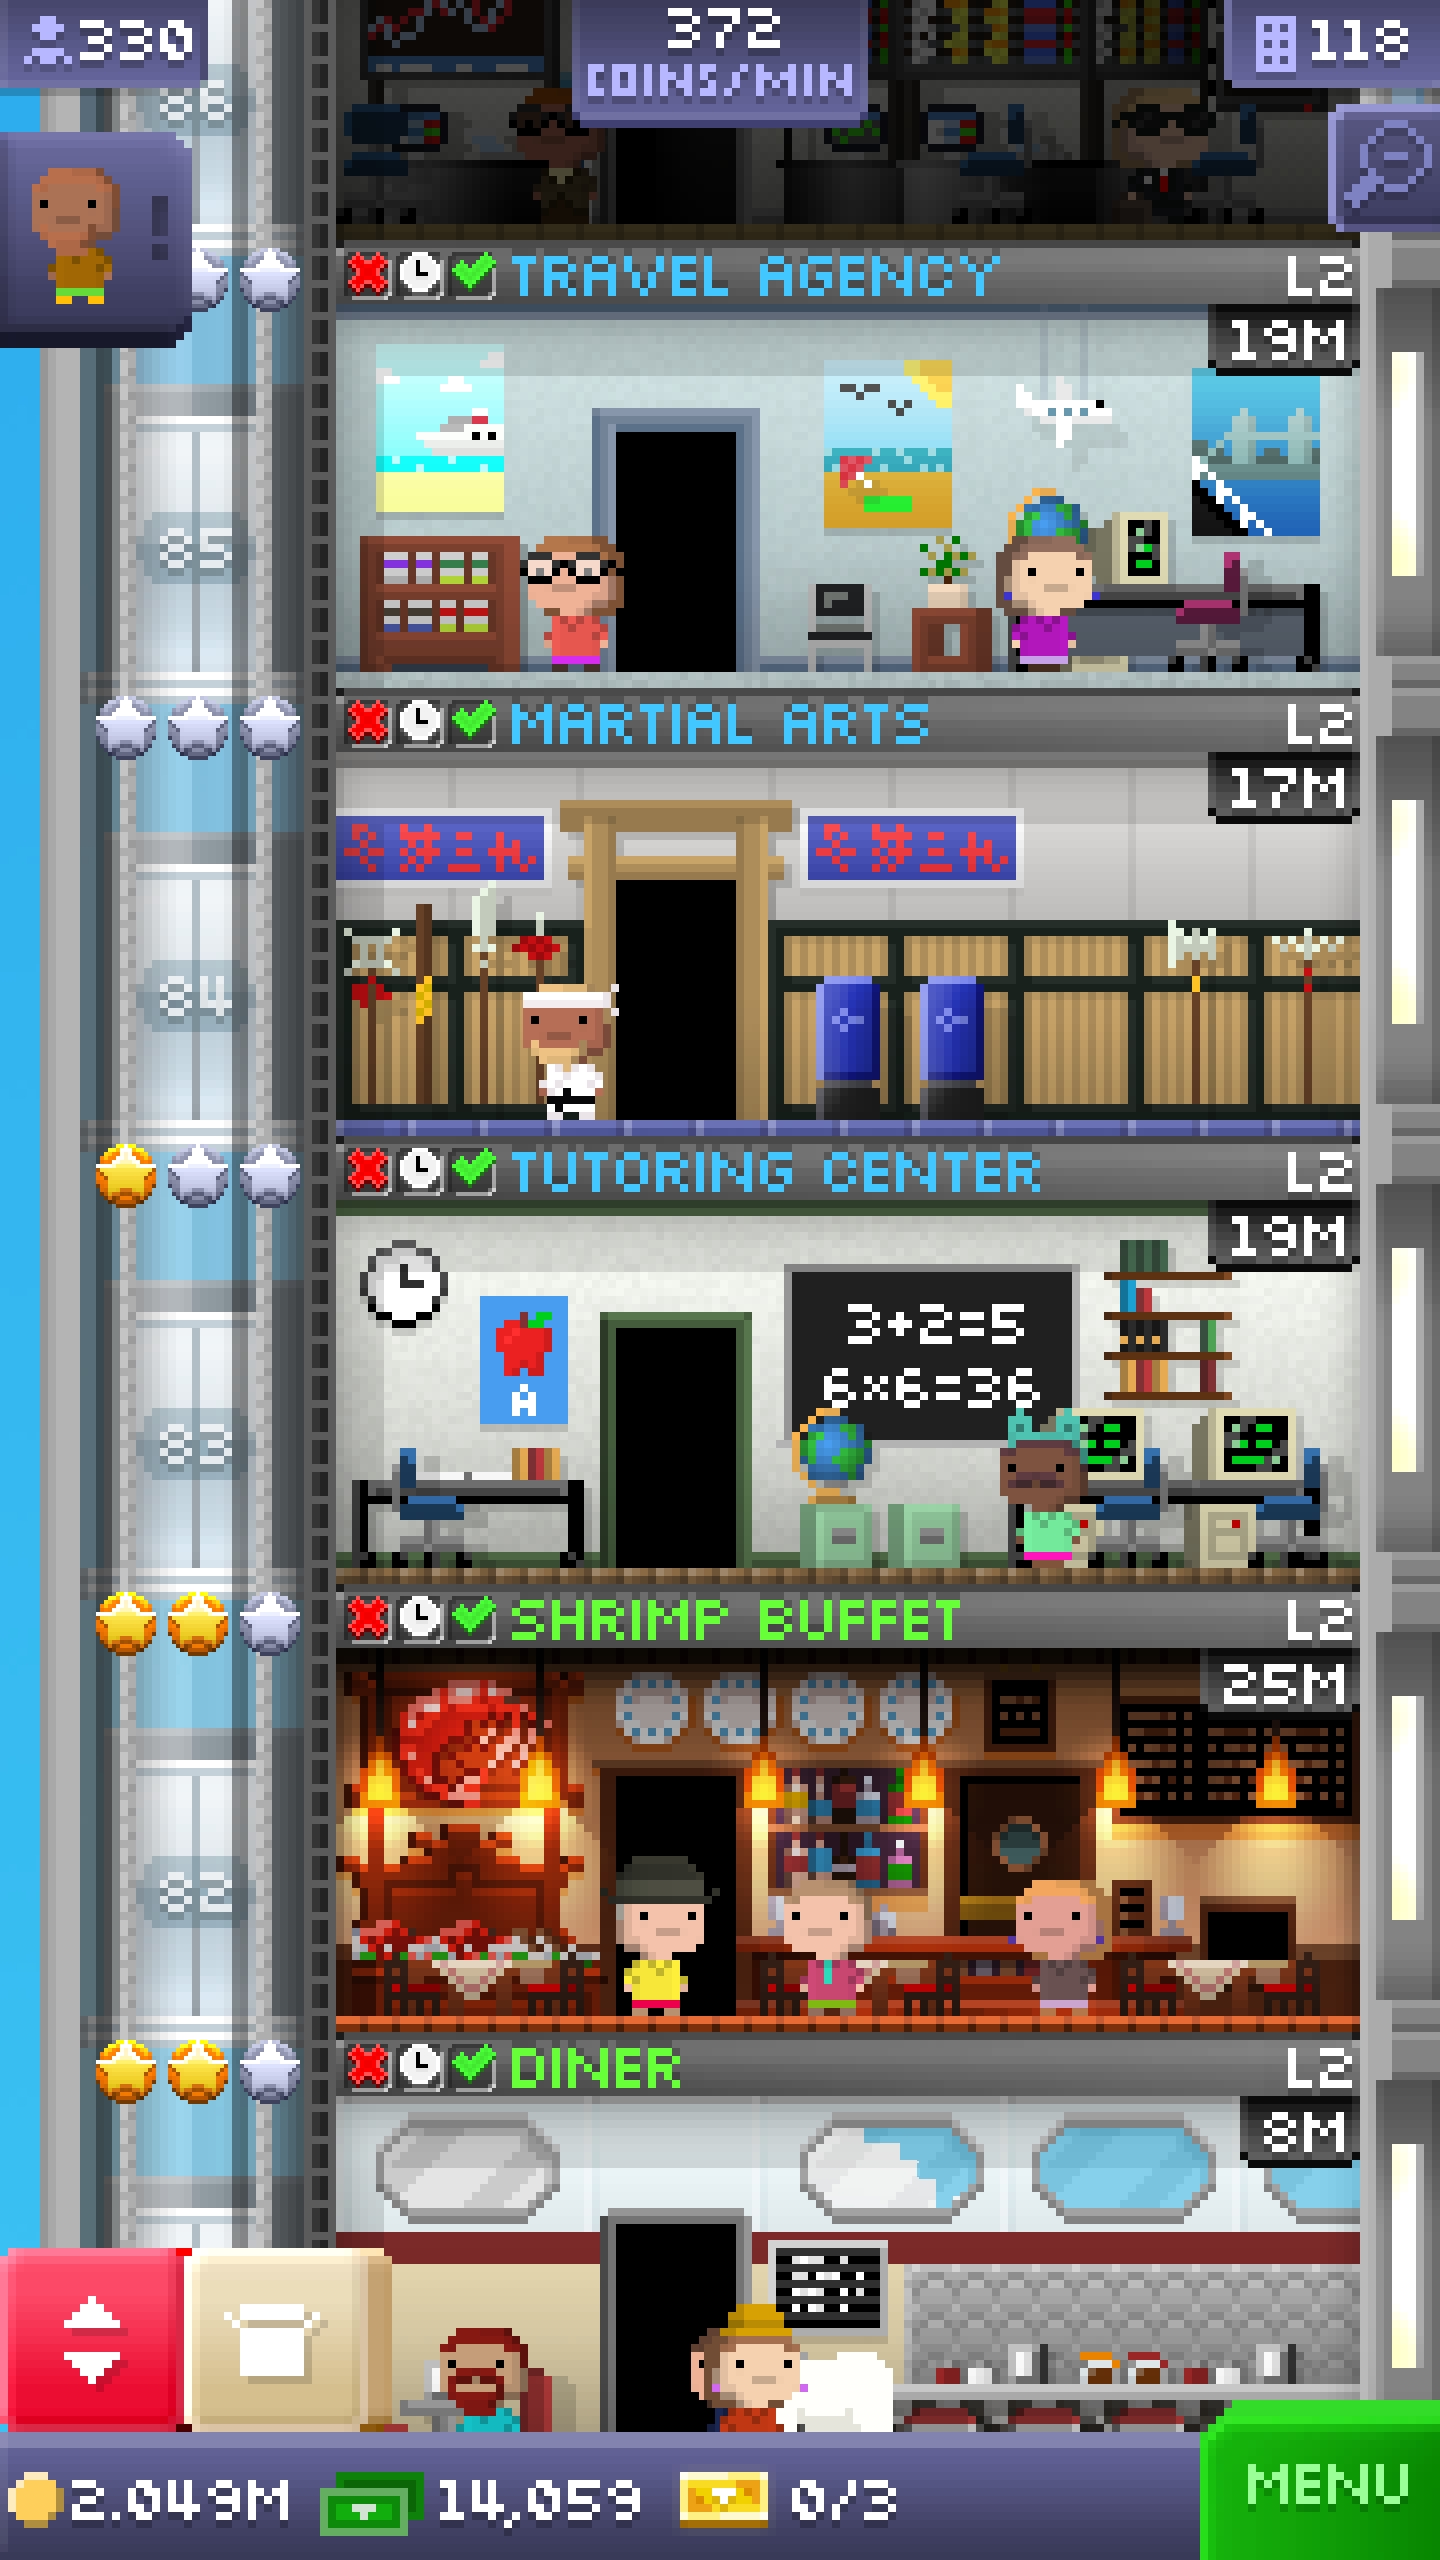 330
372
COINS/MIN
118
86
TRAVEL AGENCY L2
19M
85
MARTIAL ARTS L2
17M
84
TUTORING CENTER L2
19M
3+2=5
6×6=36
A
83
SHRIMP BUFFET L2
25M
82
DINER L2
8M
2.049M 14,059 0/3 MENU